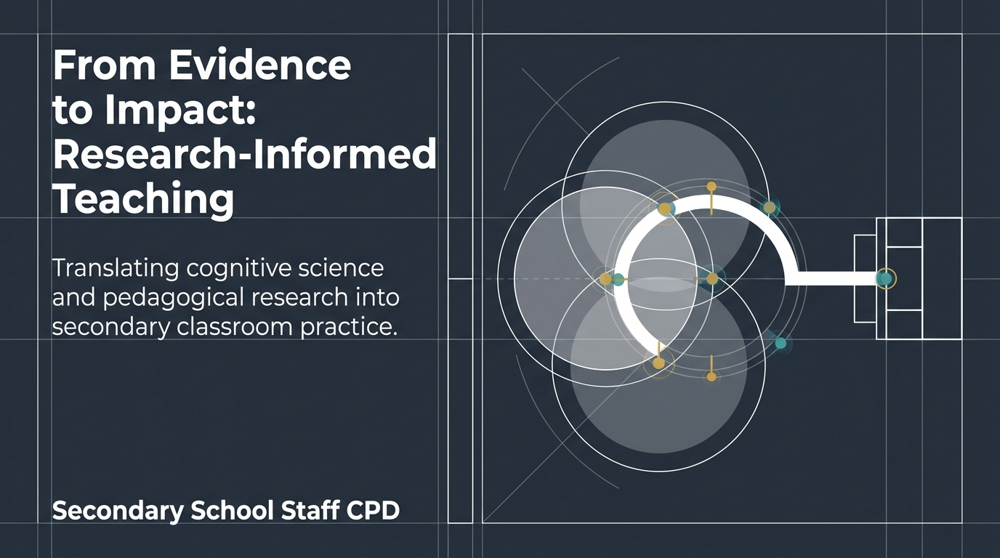 From Evidence
to Impact:
Research-Informed
Teaching
Translating cognitive science
and pedagogical research into
secondary classroom practice.
Secondary School Staff CPD